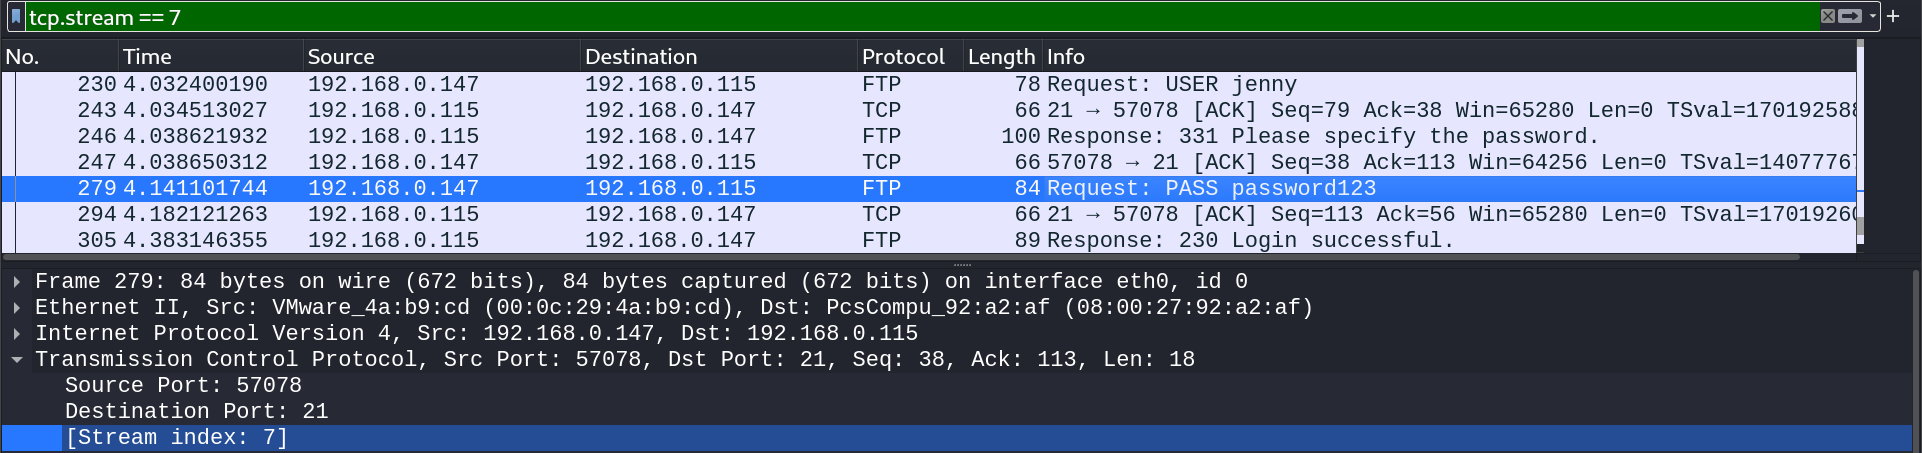 tcp.stream == 7
No. Time Source Destination Protocol Length Info
230 4.032400190 192.168.0.147 192.168.0.115 FTP 78 Request: USER jenny
243 4.034513027 192.168.0.115 192.168.0.147 TCP 66 21 → 57078 [ACK] Seq=79 Ack=38 Win=65280 Len=0 TSval=170192588
246 4.038621932 192.168.0.115 192.168.0.147 FTP 100 Response: 331 Please specify the password.
247 4.038650312 192.168.0.147 192.168.0.115 TCP 66 57078 → 21 [ACK] Seq=38 Ack=113 Win=64256 Len=0 TSval=14077767
279 4.141101744 192.168.0.147 192.168.0.115 FTP 84 Request: PASS password123
294 4.182121263 192.168.0.115 192.168.0.147 TCP 66 21 → 57078 [ACK] Seq=113 Ack=56 Win=65280 Len=0 TSval=17019260
305 4.383146355 192.168.0.115 192.168.0.147 FTP 89 Response: 230 Login successful.
Frame 279: 84 bytes on wire (672 bits), 84 bytes captured (672 bits) on interface eth0, id 0
Ethernet II, Src: VMware_4a:b9:cd (00:0c:29:4a:b9:cd), Dst: PcsCompu_92:a2:af (08:00:27:92:a2:af)
Internet Protocol Version 4, Src: 192.168.0.147, Dst: 192.168.0.115
Transmission Control Protocol, Src Port: 57078, Dst Port: 21, Seq: 38, Ack: 113, Len: 18
Source Port: 57078
Destination Port: 21
[Stream index: 7]